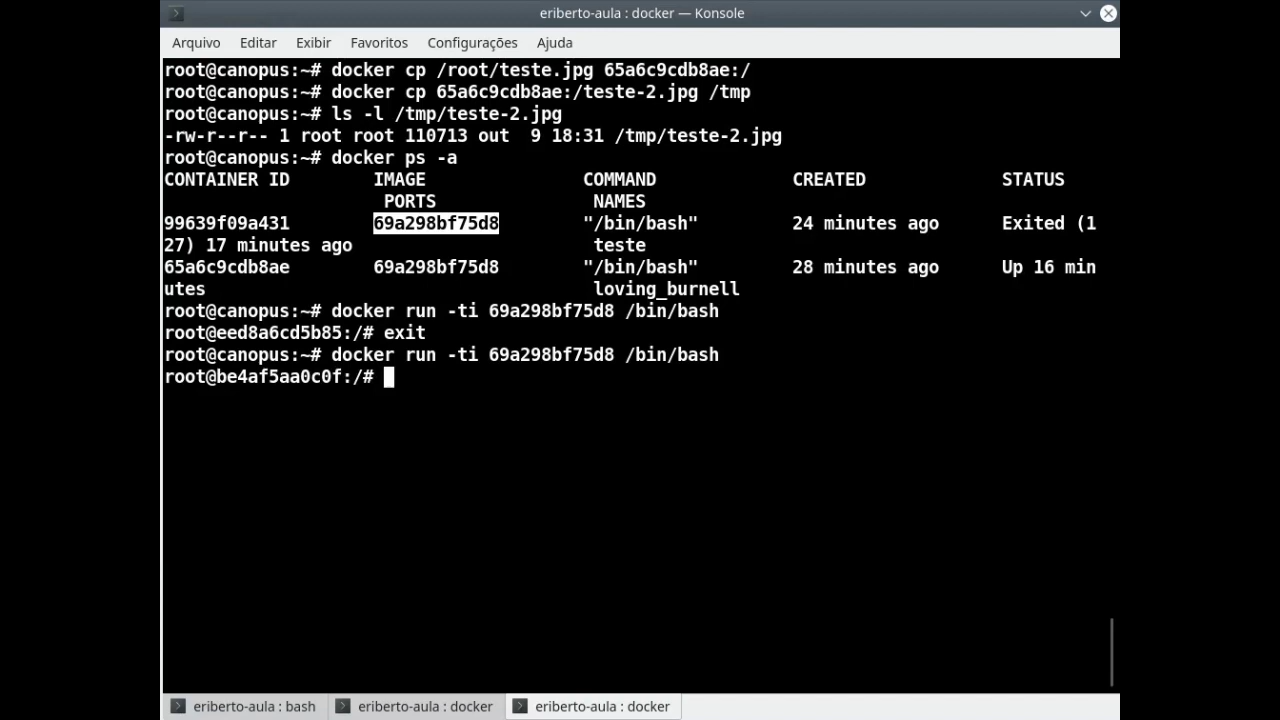 eriberto-aula : docker — Konsole
Arquivo Editar Exibir Favoritos Configurações Ajuda
root@canopus:~# docker cp /root/teste.jpg 65a6c9cdb8ae:/
root@canopus:~# docker cp 65a6c9cdb8ae:/teste-2.jpg /tmp
root@canopus:~# ls -l /tmp/teste-2.jpg
-rw-r--r-- 1 root root 110713 out  9 18:31 /tmp/teste-2.jpg
root@canopus:~# docker ps -a
CONTAINER ID        IMAGE               COMMAND             CREATED             STATUS
                     PORTS               NAMES
99639f09a431        69a298bf75d8        "/bin/bash"         24 minutes ago      Exited (1
27) 17 minutes ago                       teste
65a6c9cdb8ae        69a298bf75d8        "/bin/bash"         28 minutes ago      Up 16 min
utes                                     loving_burnell
root@canopus:~# docker run -ti 69a298bf75d8 /bin/bash
root@eed8a6cd5b85:/# exit
root@canopus:~# docker run -ti 69a298bf75d8 /bin/bash
root@be4af5aa0c0f:/#
eriberto-aula : bash eriberto-aula : docker eriberto-aula : docker